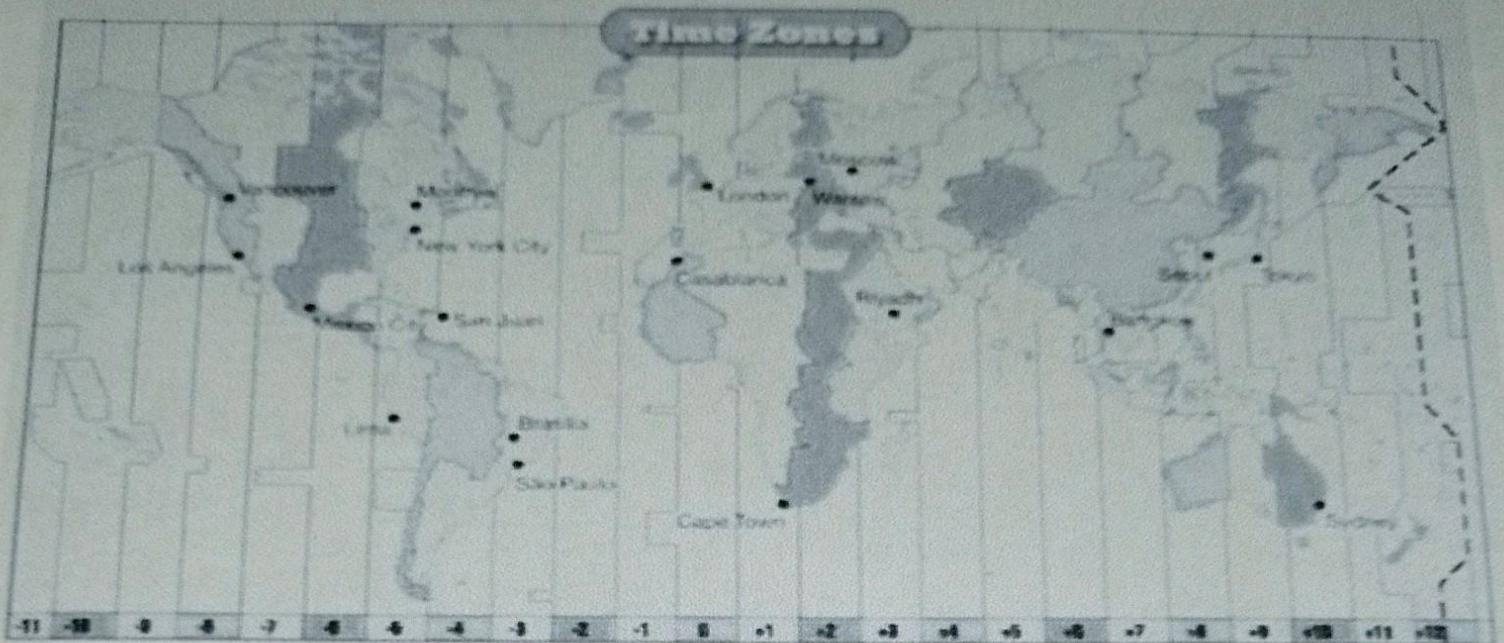 Time Zones
Moscow
Vancouver
Montreal
London
Warsaw
New York City
Los Angeles
Casablanca
Seoul
Tokyo
Riyadh
Mexico City
San Juan
Lima
Brasilia
São Paulo
Cape Town
Sydney
-11 -10 -9 -8 -7 -6 -5 -4 -3 -2 -1 0 +1 +2 +3 +4 +5 +6 +7 +8 +9 +10 +11 +12